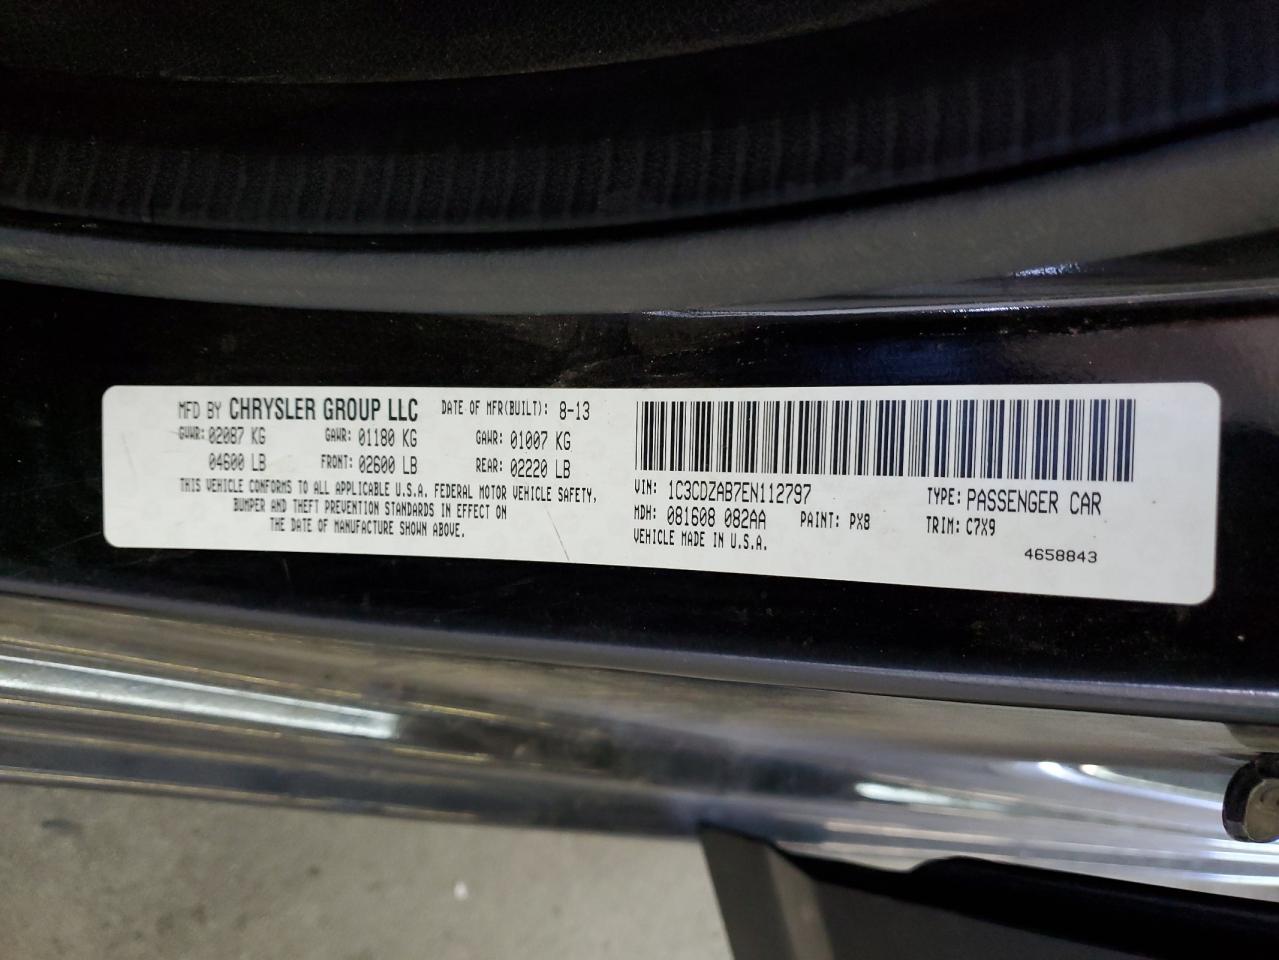 MFD BY CHRYSLER GROUP LLC DATE OF MFR(BUILT): 8-13
GVWR: 02087 KG GAWR: 01180 KG GAWR: 01007 KG
04600 LB FRONT: 02600 LB REAR: 02220 LB
THIS VEHICLE CONFORMS TO ALL APPLICABLE U.S.A. FEDERAL MOTOR VEHICLE SAFETY,
BUMPER AND THEFT PREVENTION STANDARDS IN EFFECT ON
THE DATE OF MANUFACTURE SHOWN ABOVE.
VIN: 1C3CDZAB7EN112797 TYPE: PASSENGER CAR
MDH: 081608 082AA PAINT: PX8 TRIM: C7X9
VEHICLE MADE IN U.S.A.
4658843